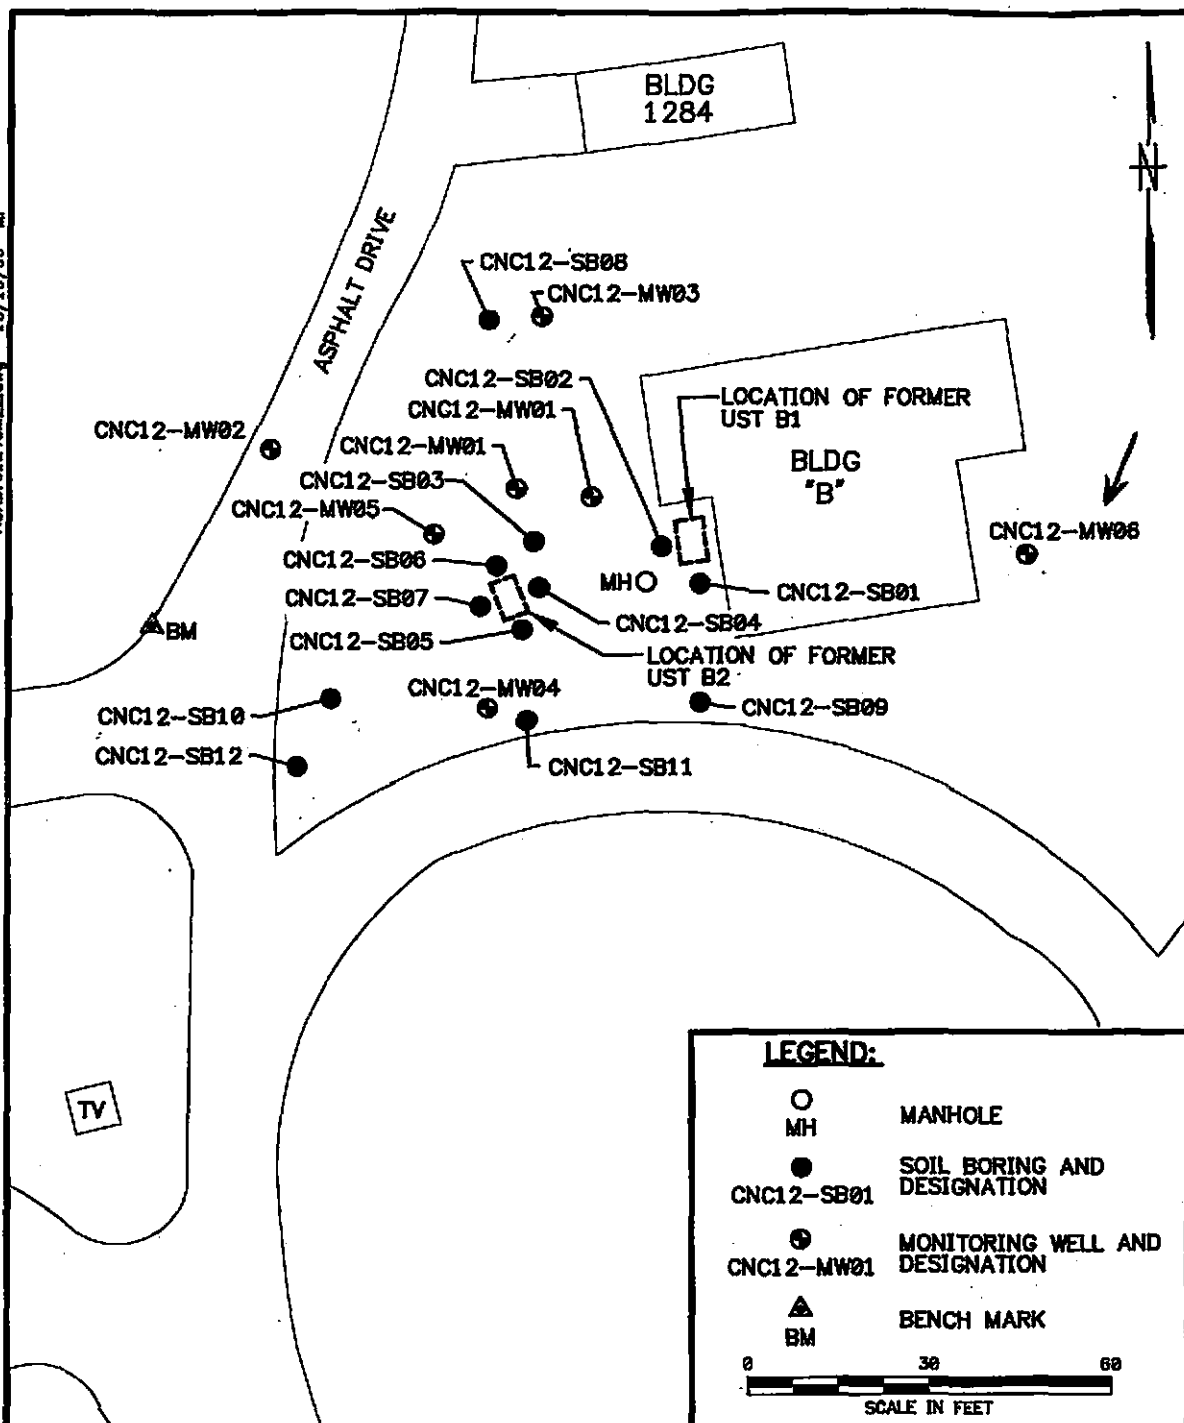 BLDG
1284
N
ASPHALT DRIVE
CNC12-SB08
CNC12-MW03
CNC12-SB02
CNC12-MW01
LOCATION OF FORMER
UST B1
CNC12-MW02
CNC12-MW01
BLDG
"B"
CNC12-SB03
CNC12-MW05
CNC12-MW06
CNC12-SB06
MH
CNC12-SB01
CNC12-SB07
CNC12-SB04
BM
CNC12-SB05
LOCATION OF FORMER
UST B2
CNC12-MW04
CNC12-SB09
CNC12-SB10
CNC12-SB12
CNC12-SB11
TV
LEGEND:
MH
MANHOLE
CNC12-SB01
SOIL BORING AND
DESIGNATION
CNC12-MW01
MONITORING WELL AND
DESIGNATION
BM
BENCH MARK
0 30 60
SCALE IN FEET